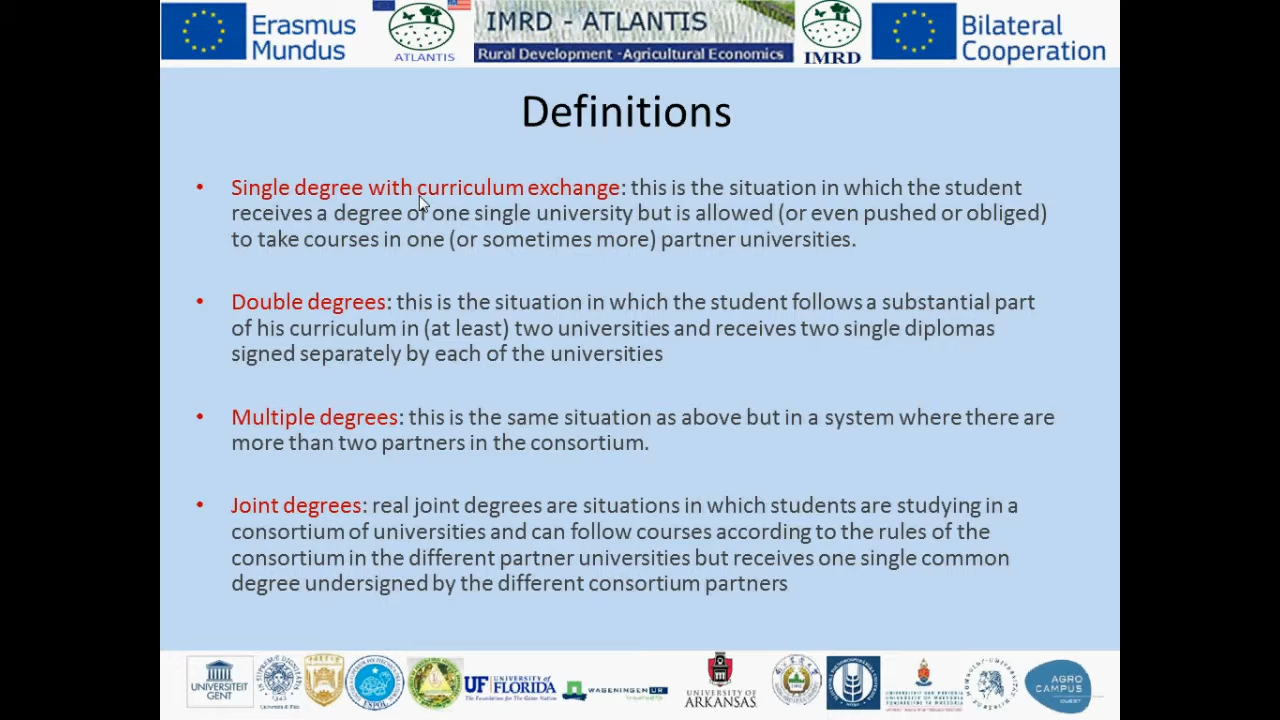 Erasmus
Mundus
ATLANTIS
IMRD - ATLANTIS
Rural Development -Agricultural Economics
IMRD
Bilateral
Cooperation
Definitions
• Single degree with curriculum exchange: this is the situation in which the student
receives a degree of one single university but is allowed (or even pushed or obliged)
to take courses in one (or sometimes more) partner universities.
• Double degrees: this is the situation in which the student follows a substantial part
of his curriculum in (at least) two universities and receives two single diplomas
signed separately by each of the universities
• Multiple degrees: this is the same situation as above but in a system where there are
more than two partners in the consortium.
• Joint degrees: real joint degrees are situations in which students are studying in a
consortium of universities and can follow courses according to the rules of the
consortium in the different partner universities but receives one single common
degree undersigned by the different consortium partners
UNIVERSITEIT
GENT
ESPOL
UF UNIVERSITY of
FLORIDA
The Foundation for The Gator Nation
WAGENINGEN UR
UNIVERSITY OF
ARKANSAS
AGRO
CAMPUS
OUEST